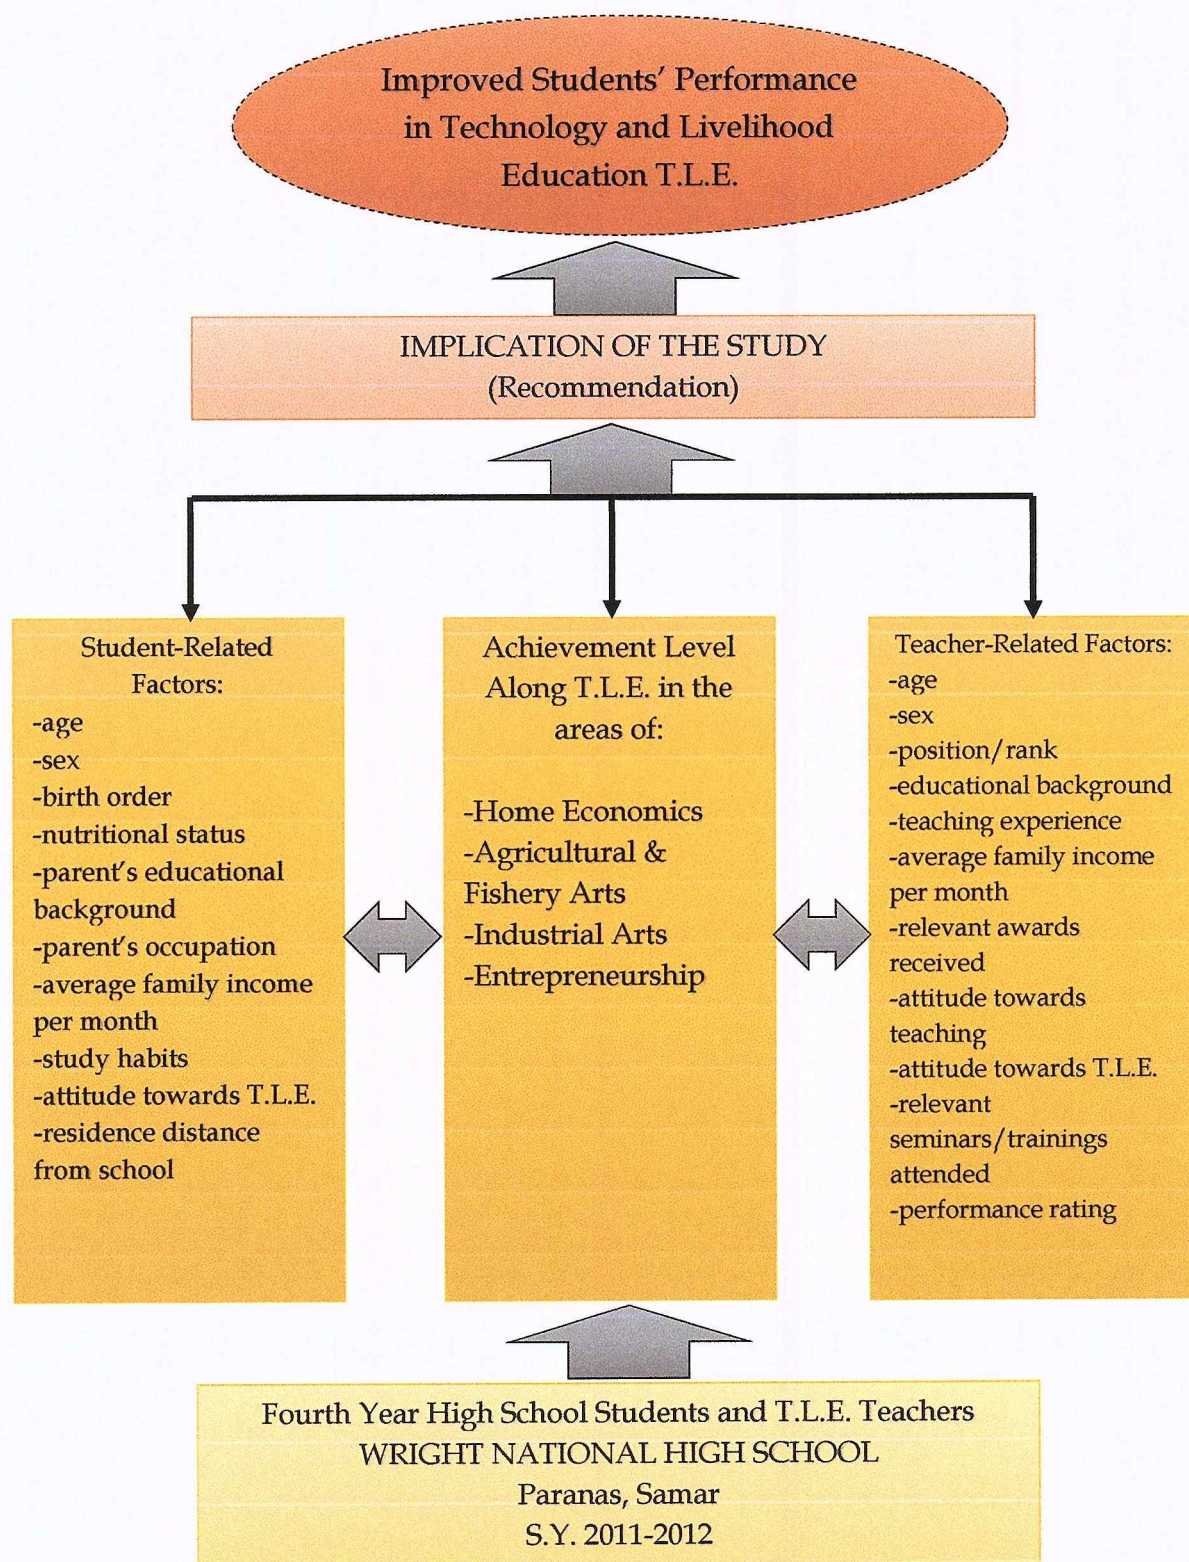 Improved Students' Performance
in Technology and Livelihood
Education T.L.E.
IMPLICATION OF THE STUDY
(Recommendation)
Student-Related
Factors:
-age
-sex
-birth order
-nutritional status
-parent's educational
background
-parent's occupation
-average family income
per month
-study habits
-attitude towards T.L.E.
-residence distance
from school
Achievement Level
Along T.L.E. in the
areas of:
-Home Economics
-Agricultural &
Fishery Arts
-Industrial Arts
-Entrepreneurship
Teacher-Related Factors:
-age
-sex
-position/rank
-educational background
-teaching experience
-average family income
per month
-relevant awards
received
-attitude towards
teaching
-attitude towards T.L.E.
-relevant
seminars/trainings
attended
-performance rating
Fourth Year High School Students and T.L.E. Teachers
WRIGHT NATIONAL HIGH SCHOOL
Paranas, Samar
S.Y. 2011-2012